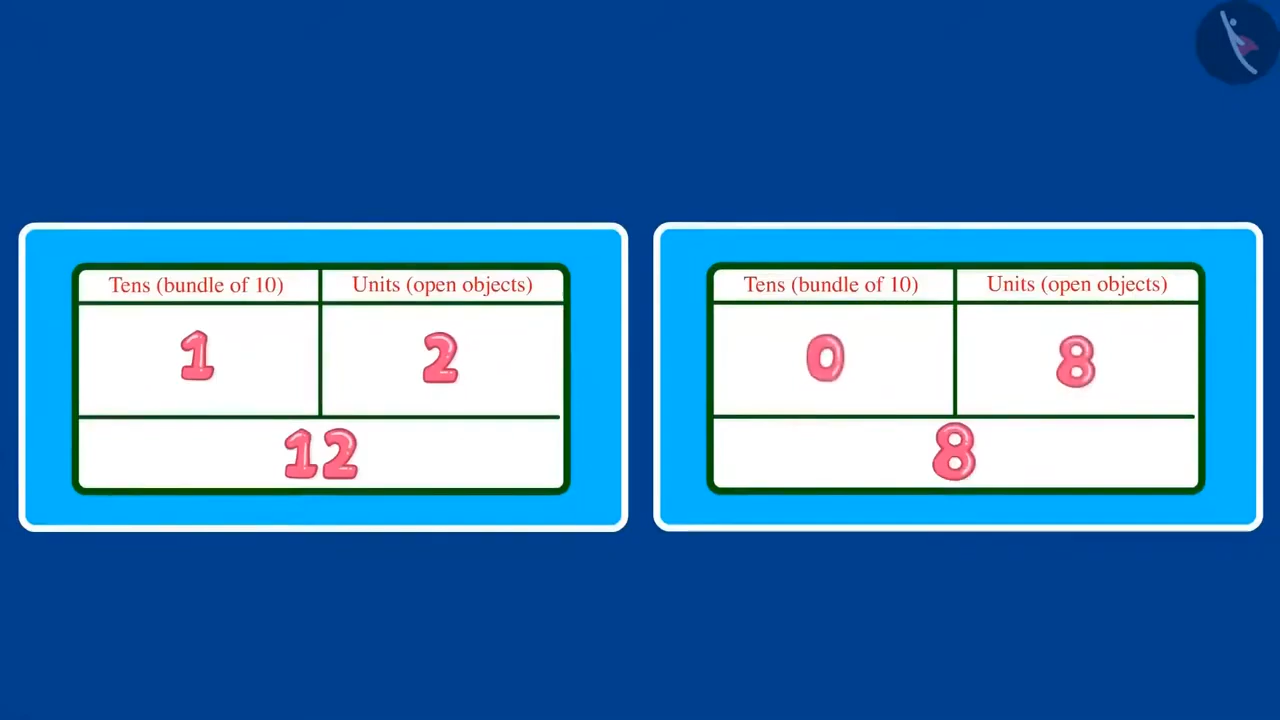 Tens (bundle of 10) Units (open objects)
1 2
12
Tens (bundle of 10) Units (open objects)
0 8
8